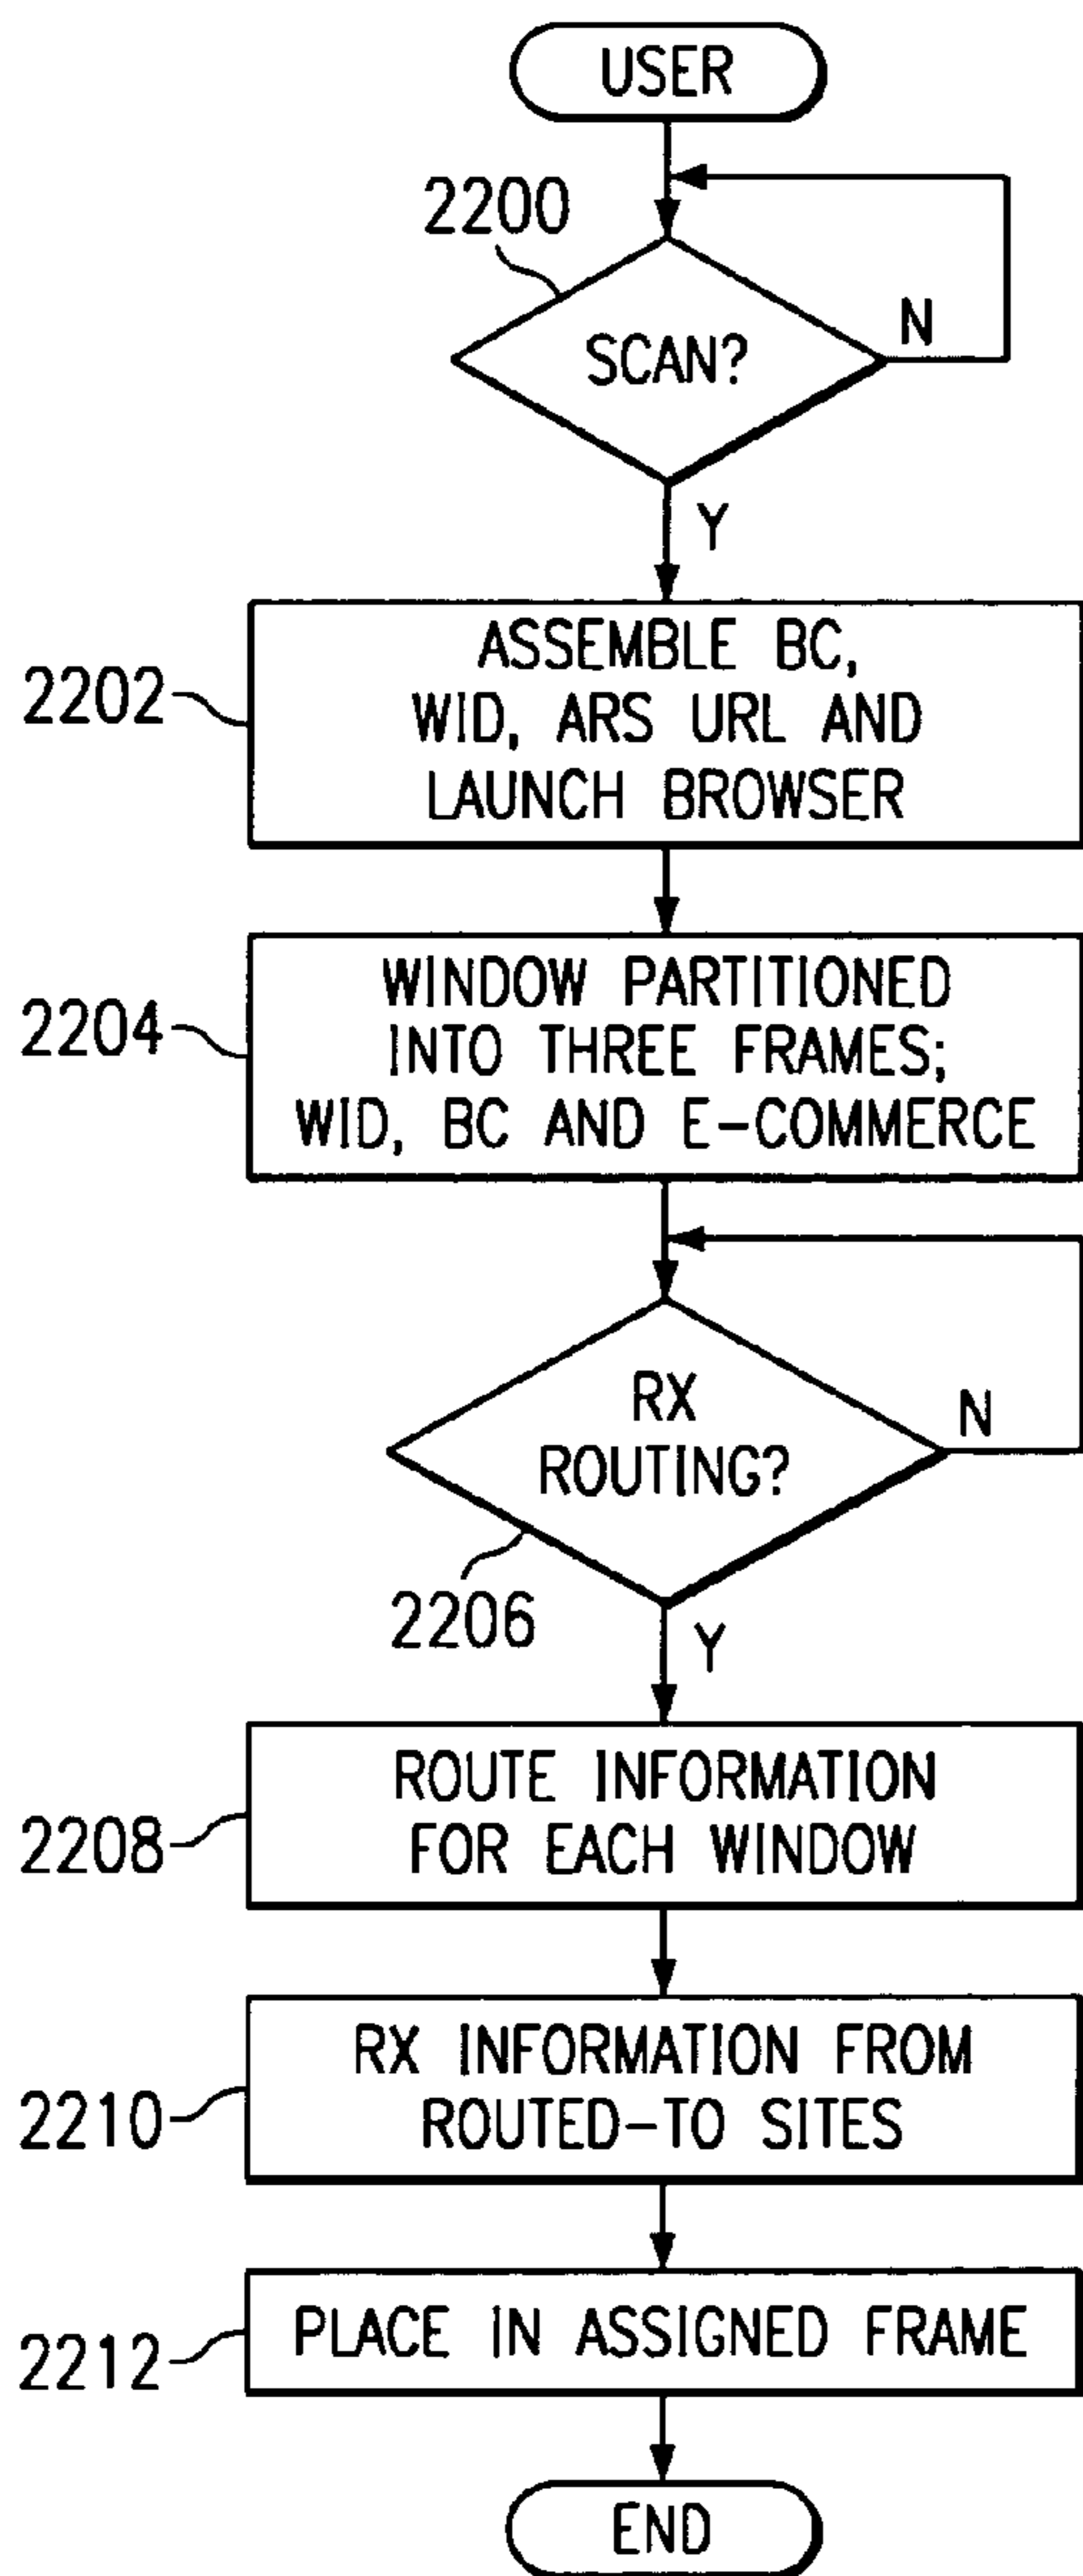 USER
2200
SCAN?
N
Y
2202
ASSEMBLE BC,
WID, ARS URL AND
LAUNCH BROWSER
2204
WINDOW PARTITIONED
INTO THREE FRAMES;
WID, BC AND E-COMMERCE
RX
ROUTING?
N
2206
Y
2208
ROUTE INFORMATION
FOR EACH WINDOW
2210
RX INFORMATION FROM
ROUTED-TO SITES
2212
PLACE IN ASSIGNED FRAME
END